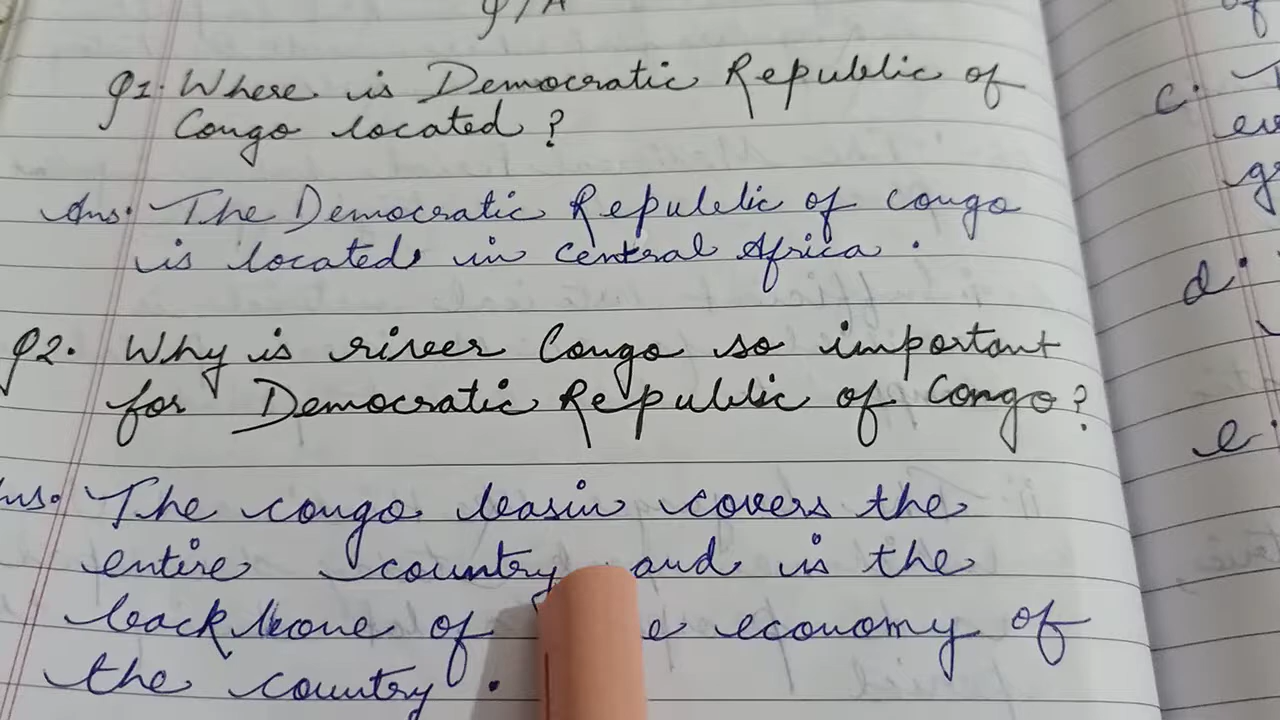 Q/A
Q1. Where is Democratic Republic of
Congo located ?
Ans. The Democratic Republic of congo
is located in central Africa .
Q2. Why is river Congo so important
for Democratic Republic of Congo ?
Ans. The congo basin covers the
entire country and is the
backbone of economy of
the country .
c.
d.
e.